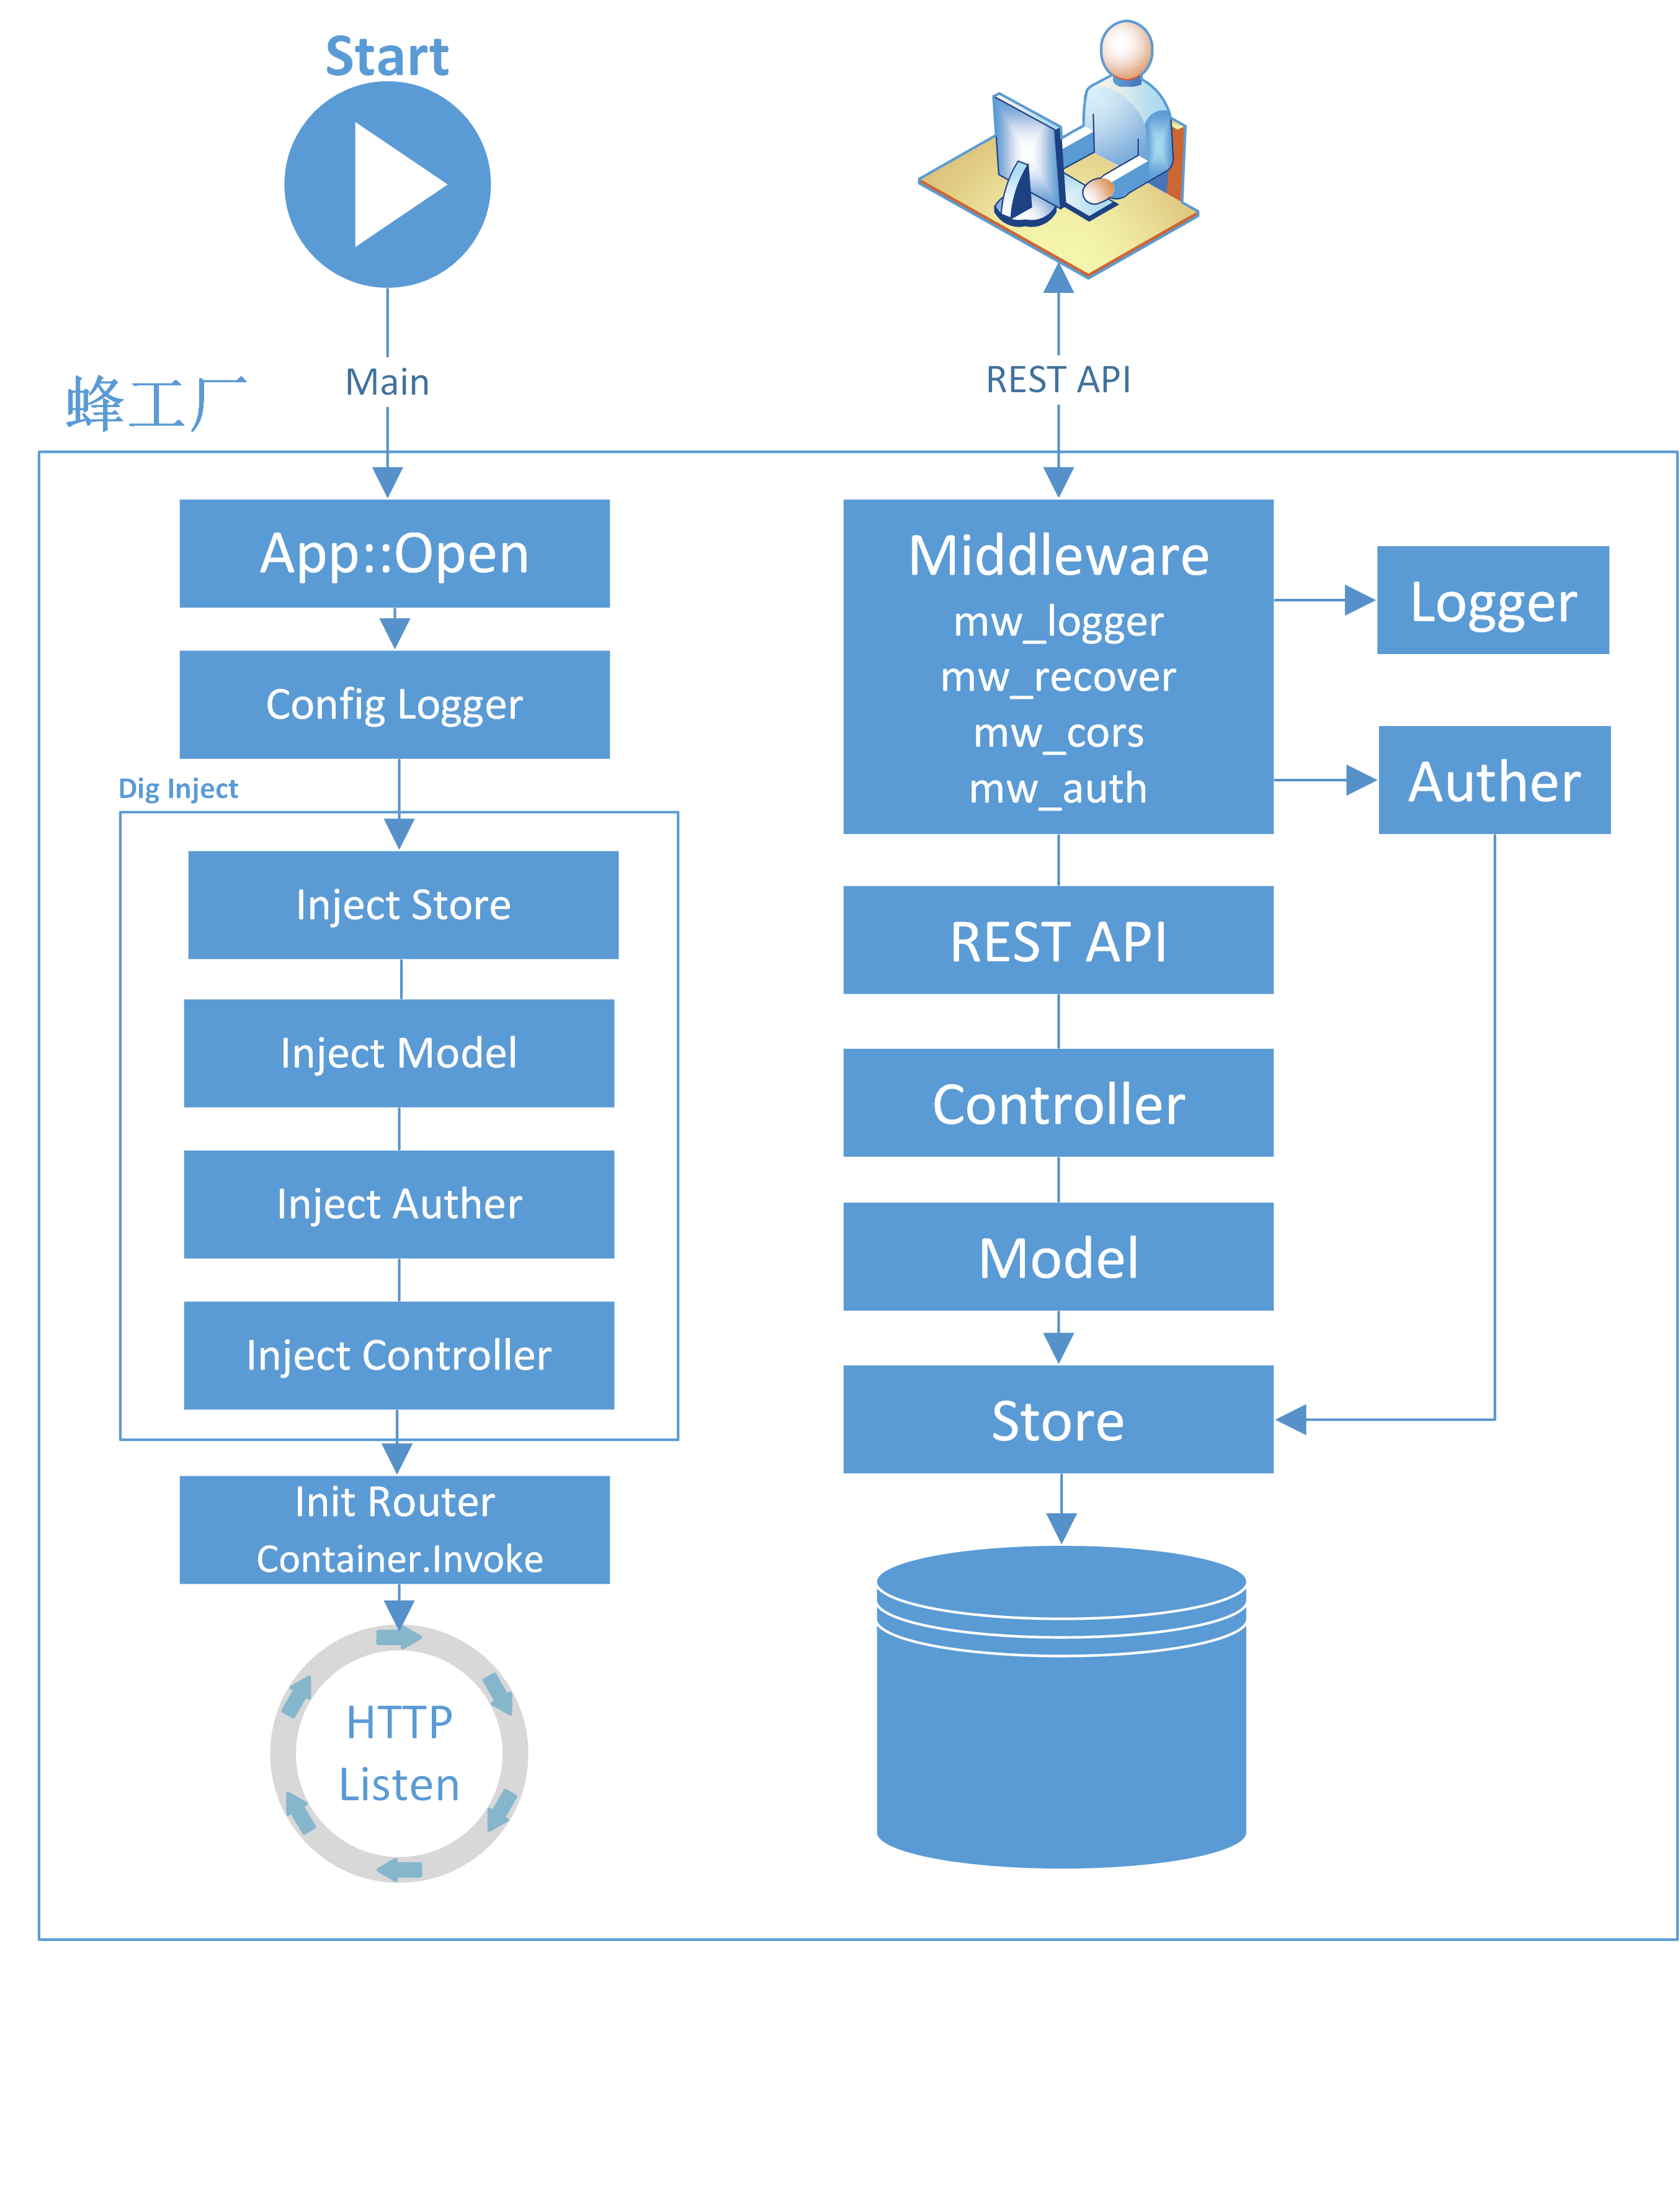 Start
Main
REST API
蜂工厂
App::Open
Config Logger
Dig Inject
Inject Store
Inject Model
Inject Auther
Inject Controller
Init Router
Container.Invoke
HTTP
Listen
Middleware
mw_logger
mw_recover
mw_cors
mw_auth
Logger
Auther
REST API
Controller
Model
Store